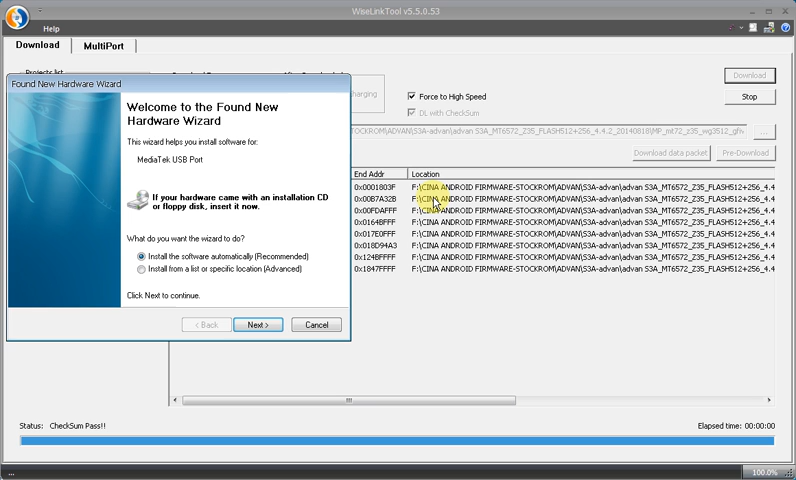 WiseLinkTool v5.5.0.53
Help
Download
MultiPort
Projects list
Found New Hardware Wizard
Welcome to the Found New
Hardware Wizard
This wizard helps you install software for:
MediaTek USB Port
If your hardware came with an installation CD
or floppy disk, insert it now.
What do you want the wizard to do?
Install the software automatically (Recommended)
Install from a list or specific location (Advanced)
Click Next to continue.
< Back
Next >
Cancel
charging
Force to High Speed
DL with CheckSum
Download
Stop
STOCKROM\ADVAN\S3A-advan\advan S3A_MT6572_Z35_FLASH512+256_4.4.2_20140818\MP_mt72_z35_wg3512_gfiv
...
Download data packet
Pre-Download
End Addr Location
0x0001803F F:\CINA ANDROID FIRMWARE-STOCKROM\ADVAN\S3A-advan\advan S3A_MT6572_Z35_FLASH512+256_4.4
0x00B7A32B F:\CINA ANDROID FIRMWARE-STOCKROM\ADVAN\S3A-advan\advan S3A_MT6572_Z35_FLASH512+256_4.4
0x00FDAFFF F:\CINA ANDROID FIRMWARE-STOCKROM\ADVAN\S3A-advan\advan S3A_MT6572_Z35_FLASH512+256_4.4
0x0164BFFF F:\CINA ANDROID FIRMWARE-STOCKROM\ADVAN\S3A-advan\advan S3A_MT6572_Z35_FLASH512+256_4.4
0x017E0FFF F:\CINA ANDROID FIRMWARE-STOCKROM\ADVAN\S3A-advan\advan S3A_MT6572_Z35_FLASH512+256_4.4
0x018D94A3 F:\CINA ANDROID FIRMWARE-STOCKROM\ADVAN\S3A-advan\advan S3A_MT6572_Z35_FLASH512+256_4.4
0x124BFFFF F:\CINA ANDROID FIRMWARE-STOCKROM\ADVAN\S3A-advan\advan S3A_MT6572_Z35_FLASH512+256_4.4
0x1847FFFF F:\CINA ANDROID FIRMWARE-STOCKROM\ADVAN\S3A-advan\advan S3A_MT6572_Z35_FLASH512+256_4.4
Status: CheckSum Pass!!
Elapsed time: 00:00:00
...
100.0%